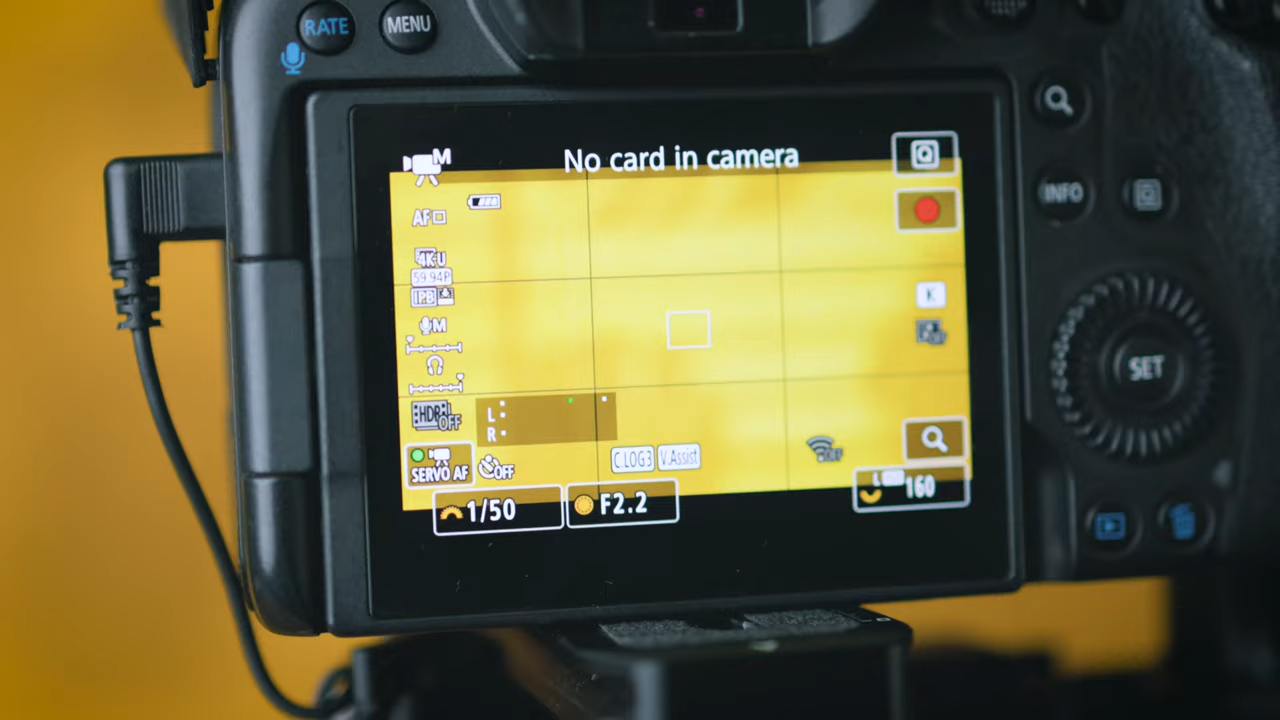 RATE
MENU
No card in camera
M
AF
INFO
4K U
59.94P
IPB
K
M
SET
HDR
OFF
L
R
SERVO AF
OFF
C.LOG3
V.Assist
OFF
1/50
F2.2
L
160